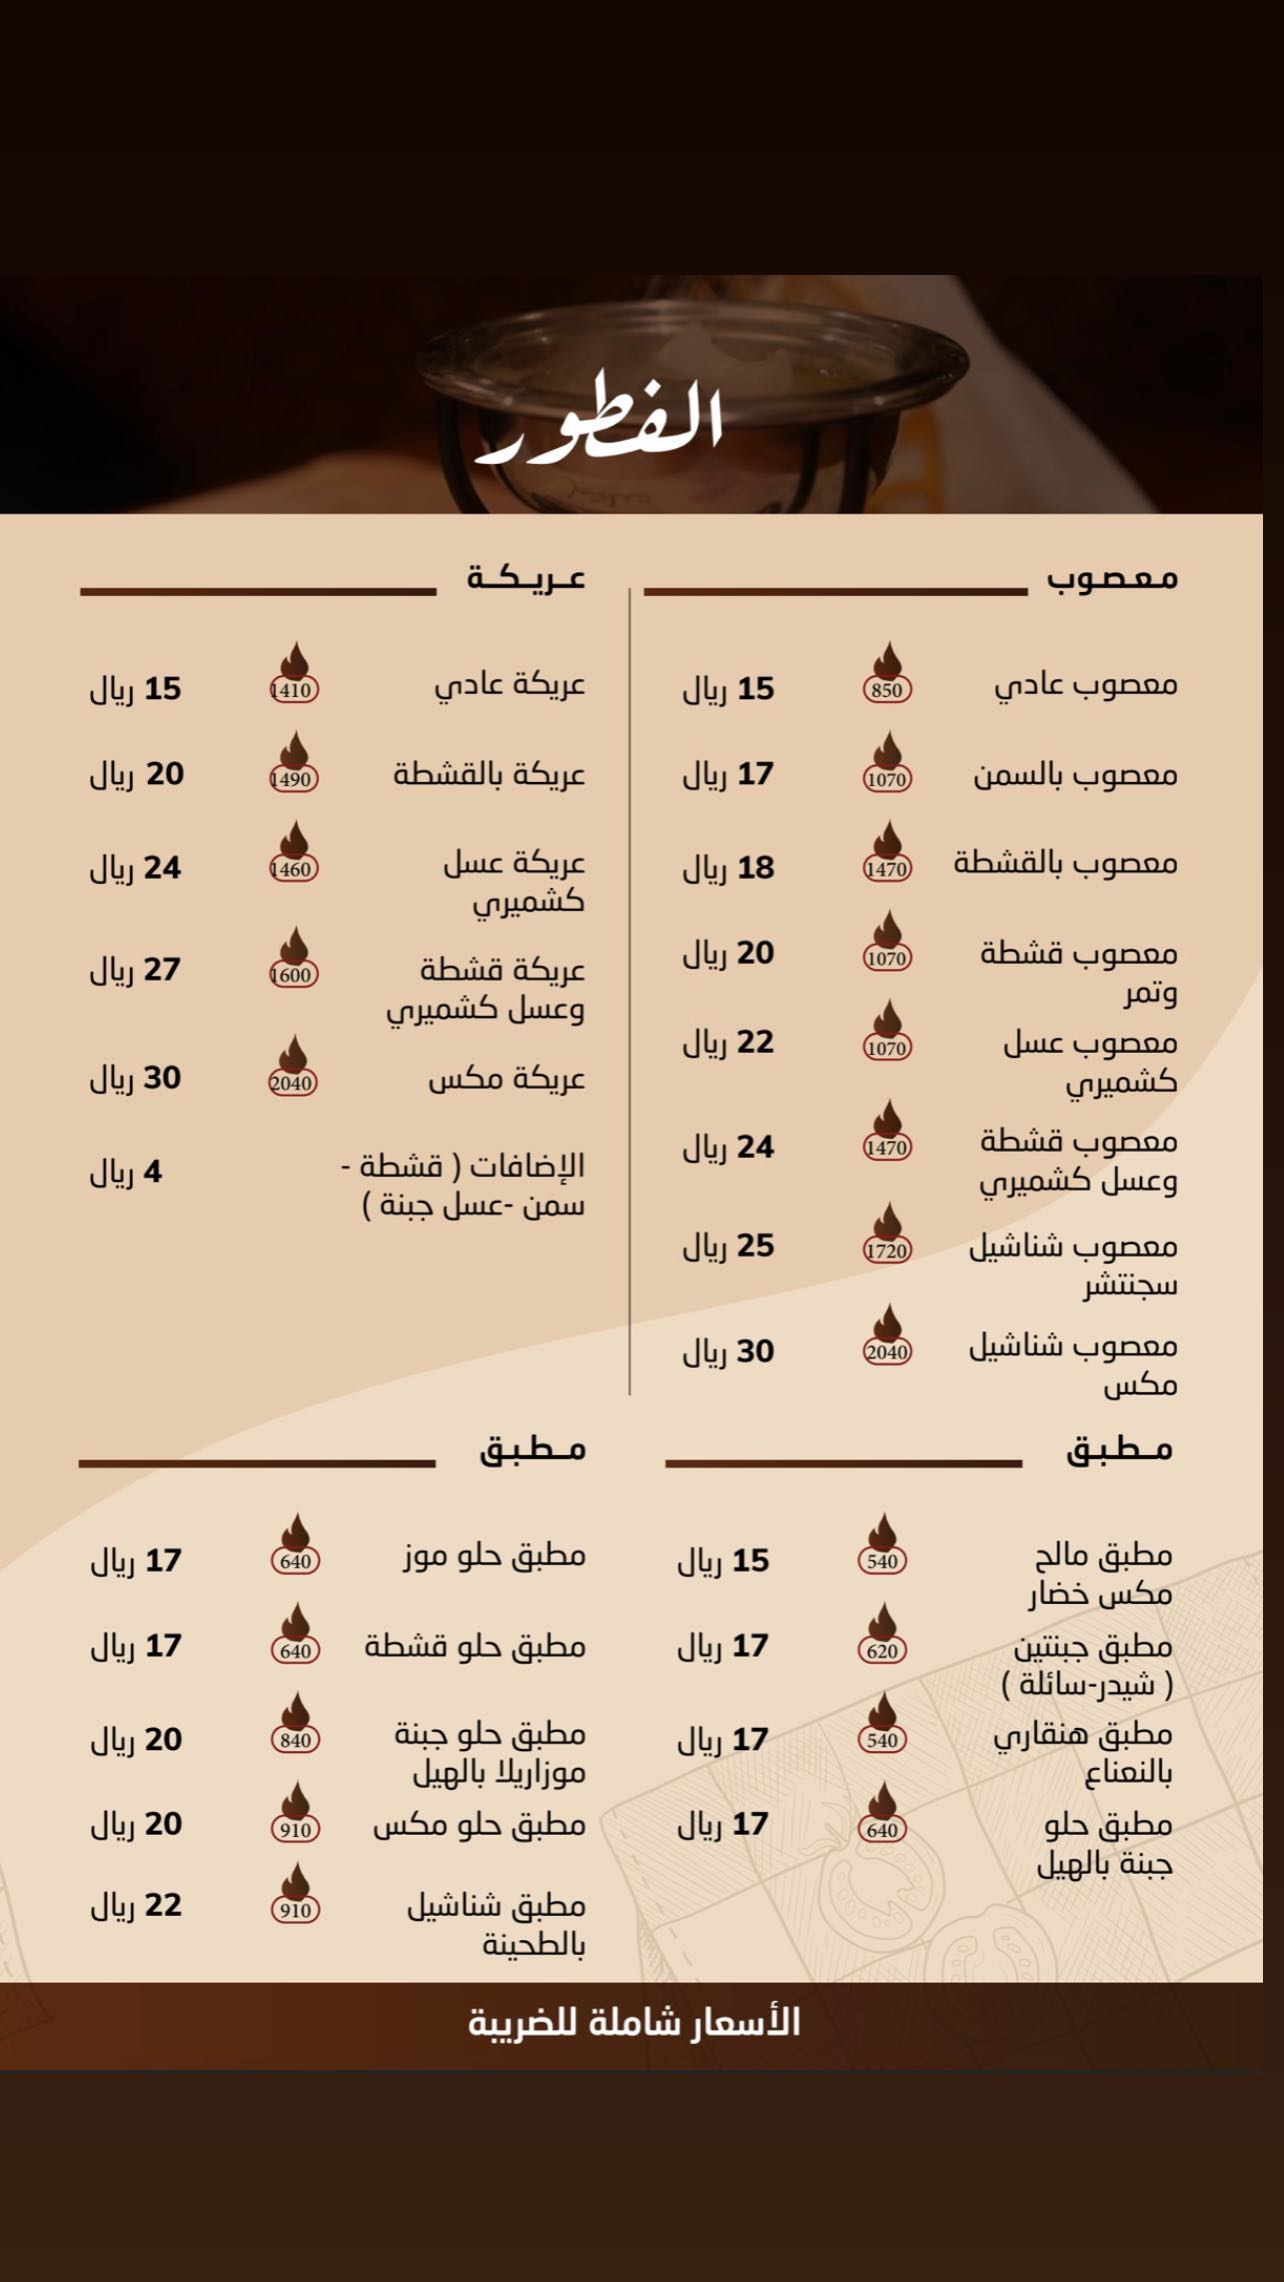 الفطور
معصوب
معصوب عادي 850 15 ريال
معصوب بالسمن 1070 17 ريال
معصوب بالقشطة 1470 18 ريال
معصوب قشطة 1070 20 ريال
وتمر
معصوب عسل 1070 22 ريال
كشميري
معصوب قشطة 1470 24 ريال
وعسل كشميري
معصوب شناشيل 1720 25 ريال
سجنتشر
معصوب شناشيل 2040 30 ريال
مكس
عريكة
عريكة عادي 1410 15 ريال
عريكة بالقشطة 1490 20 ريال
عريكة عسل 1460 24 ريال
كشميري
عريكة قشطة 1600 27 ريال
وعسل كشميري
عريكة مكس 2040 30 ريال
الإضافات ( قشطة - 4 ريال
سمن -عسل جبنة )
مطبق
مطبق مالح 540 15 ريال
مكس خضار
مطبق جبنتين 620 17 ريال
( شيدر-سائلة )
مطبق هنقاري 540 17 ريال
بالنعناع
مطبق حلو 640 17 ريال
جبنة بالهيل
مطبق
مطبق حلو موز 640 17 ريال
مطبق حلو قشطة 640 17 ريال
مطبق حلو جبنة 840 20 ريال
موزاريلا بالهيل
مطبق حلو مكس 910 20 ريال
مطبق شناشيل 910 22 ريال
بالطحينة
الأسعار شاملة للضريبة